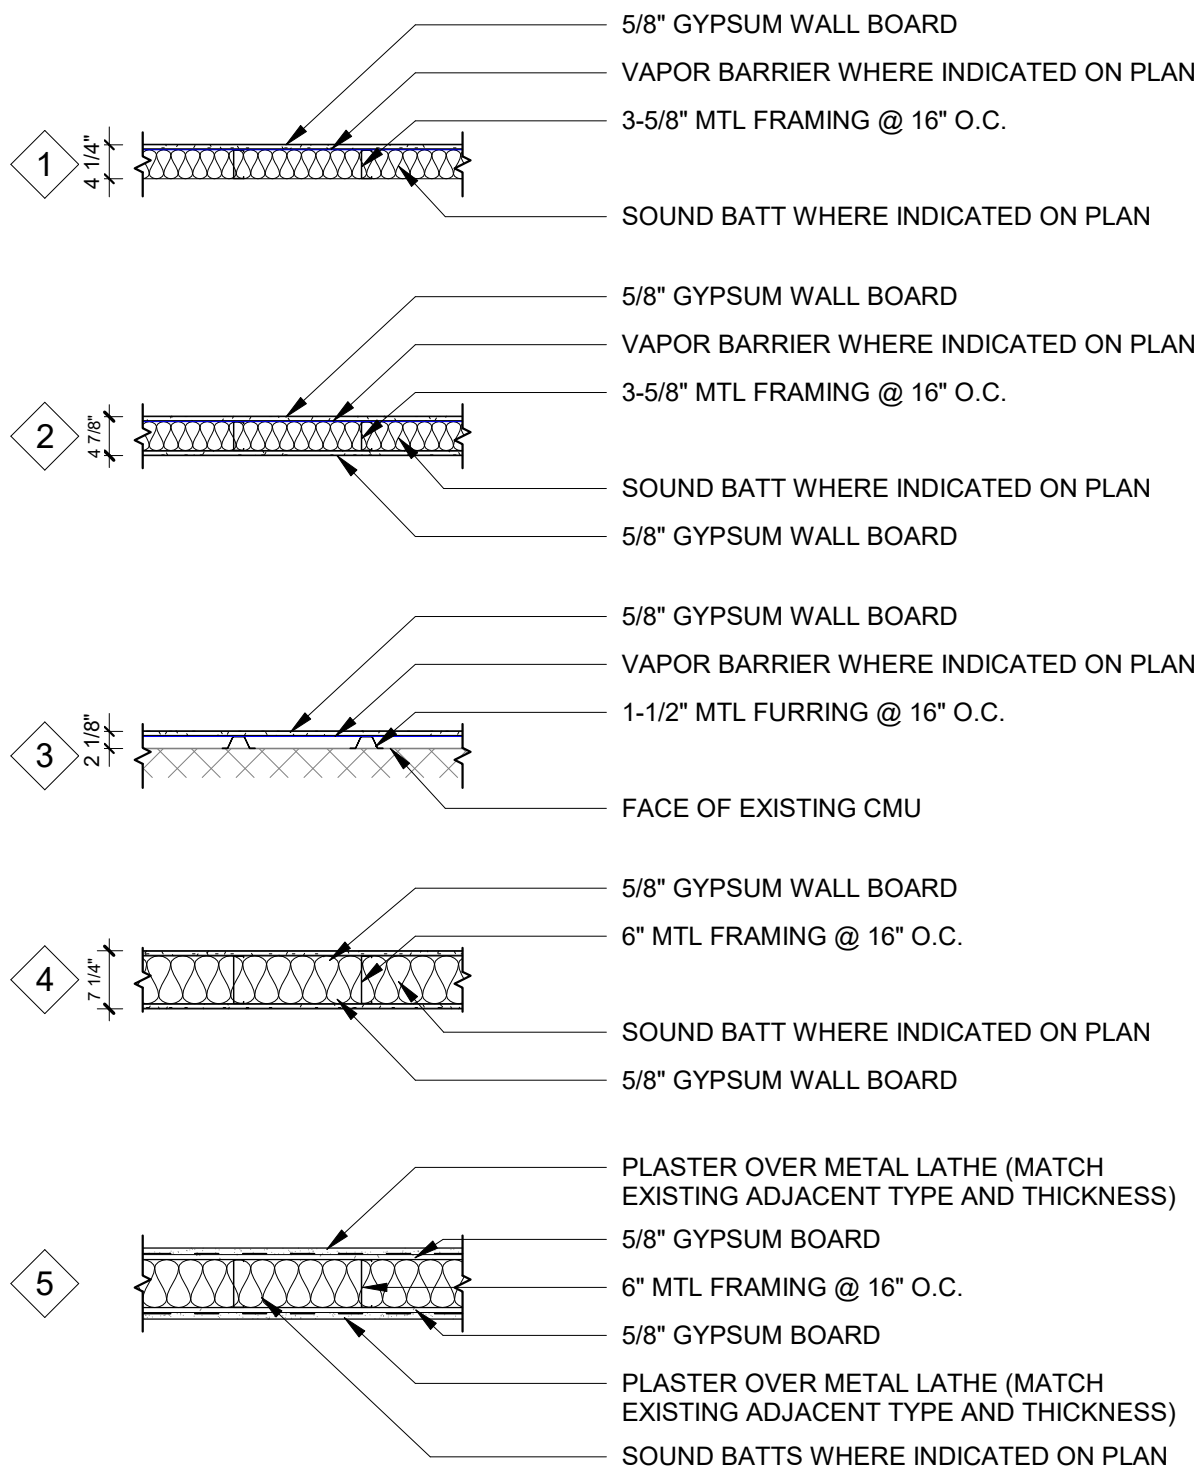 5/8" GYPSUM WALL BOARD
VAPOR BARRIER WHERE INDICATED ON PLAN
3-5/8" MTL FRAMING @ 16" O.C.
1
4 1/4"
SOUND BATT WHERE INDICATED ON PLAN
5/8" GYPSUM WALL BOARD
VAPOR BARRIER WHERE INDICATED ON PLAN
3-5/8" MTL FRAMING @ 16" O.C.
2
4 7/8"
SOUND BATT WHERE INDICATED ON PLAN
5/8" GYPSUM WALL BOARD
5/8" GYPSUM WALL BOARD
VAPOR BARRIER WHERE INDICATED ON PLAN
1-1/2" MTL FURRING @ 16" O.C.
3
2 1/8"
FACE OF EXISTING CMU
5/8" GYPSUM WALL BOARD
6" MTL FRAMING @ 16" O.C.
4
7 1/4"
SOUND BATT WHERE INDICATED ON PLAN
5/8" GYPSUM WALL BOARD
PLASTER OVER METAL LATHE (MATCH
EXISTING ADJACENT TYPE AND THICKNESS)
5/8" GYPSUM BOARD
5
6" MTL FRAMING @ 16" O.C.
5/8" GYPSUM BOARD
PLASTER OVER METAL LATHE (MATCH
EXISTING ADJACENT TYPE AND THICKNESS)
SOUND BATTS WHERE INDICATED ON PLAN